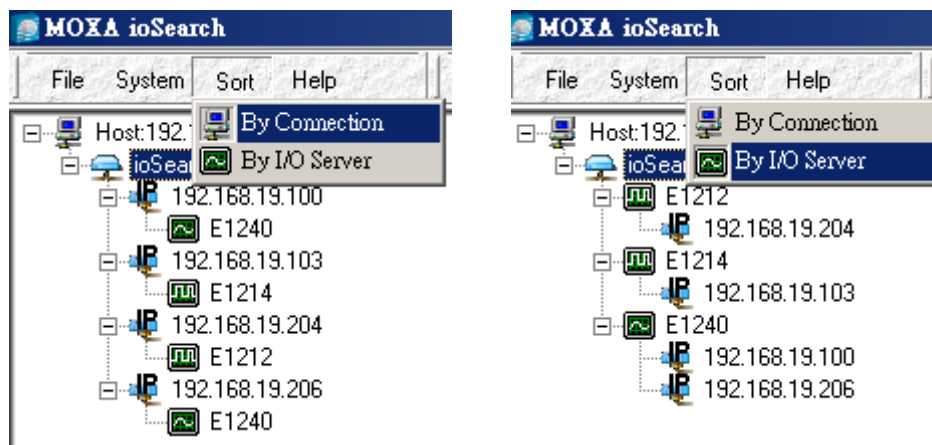 MOXA ioSearch
File System Sort Help
By Connection
By I/O Server
Host:192.
ioSear
192.168.19.100
E1240
192.168.19.103
E1214
192.168.19.204
E1212
192.168.19.206
E1240
MOXA ioSearch
File System Sort Help
By Connection
By I/O Server
Host:192.
ioSear
E1212
192.168.19.204
E1214
192.168.19.103
E1240
192.168.19.100
192.168.19.206